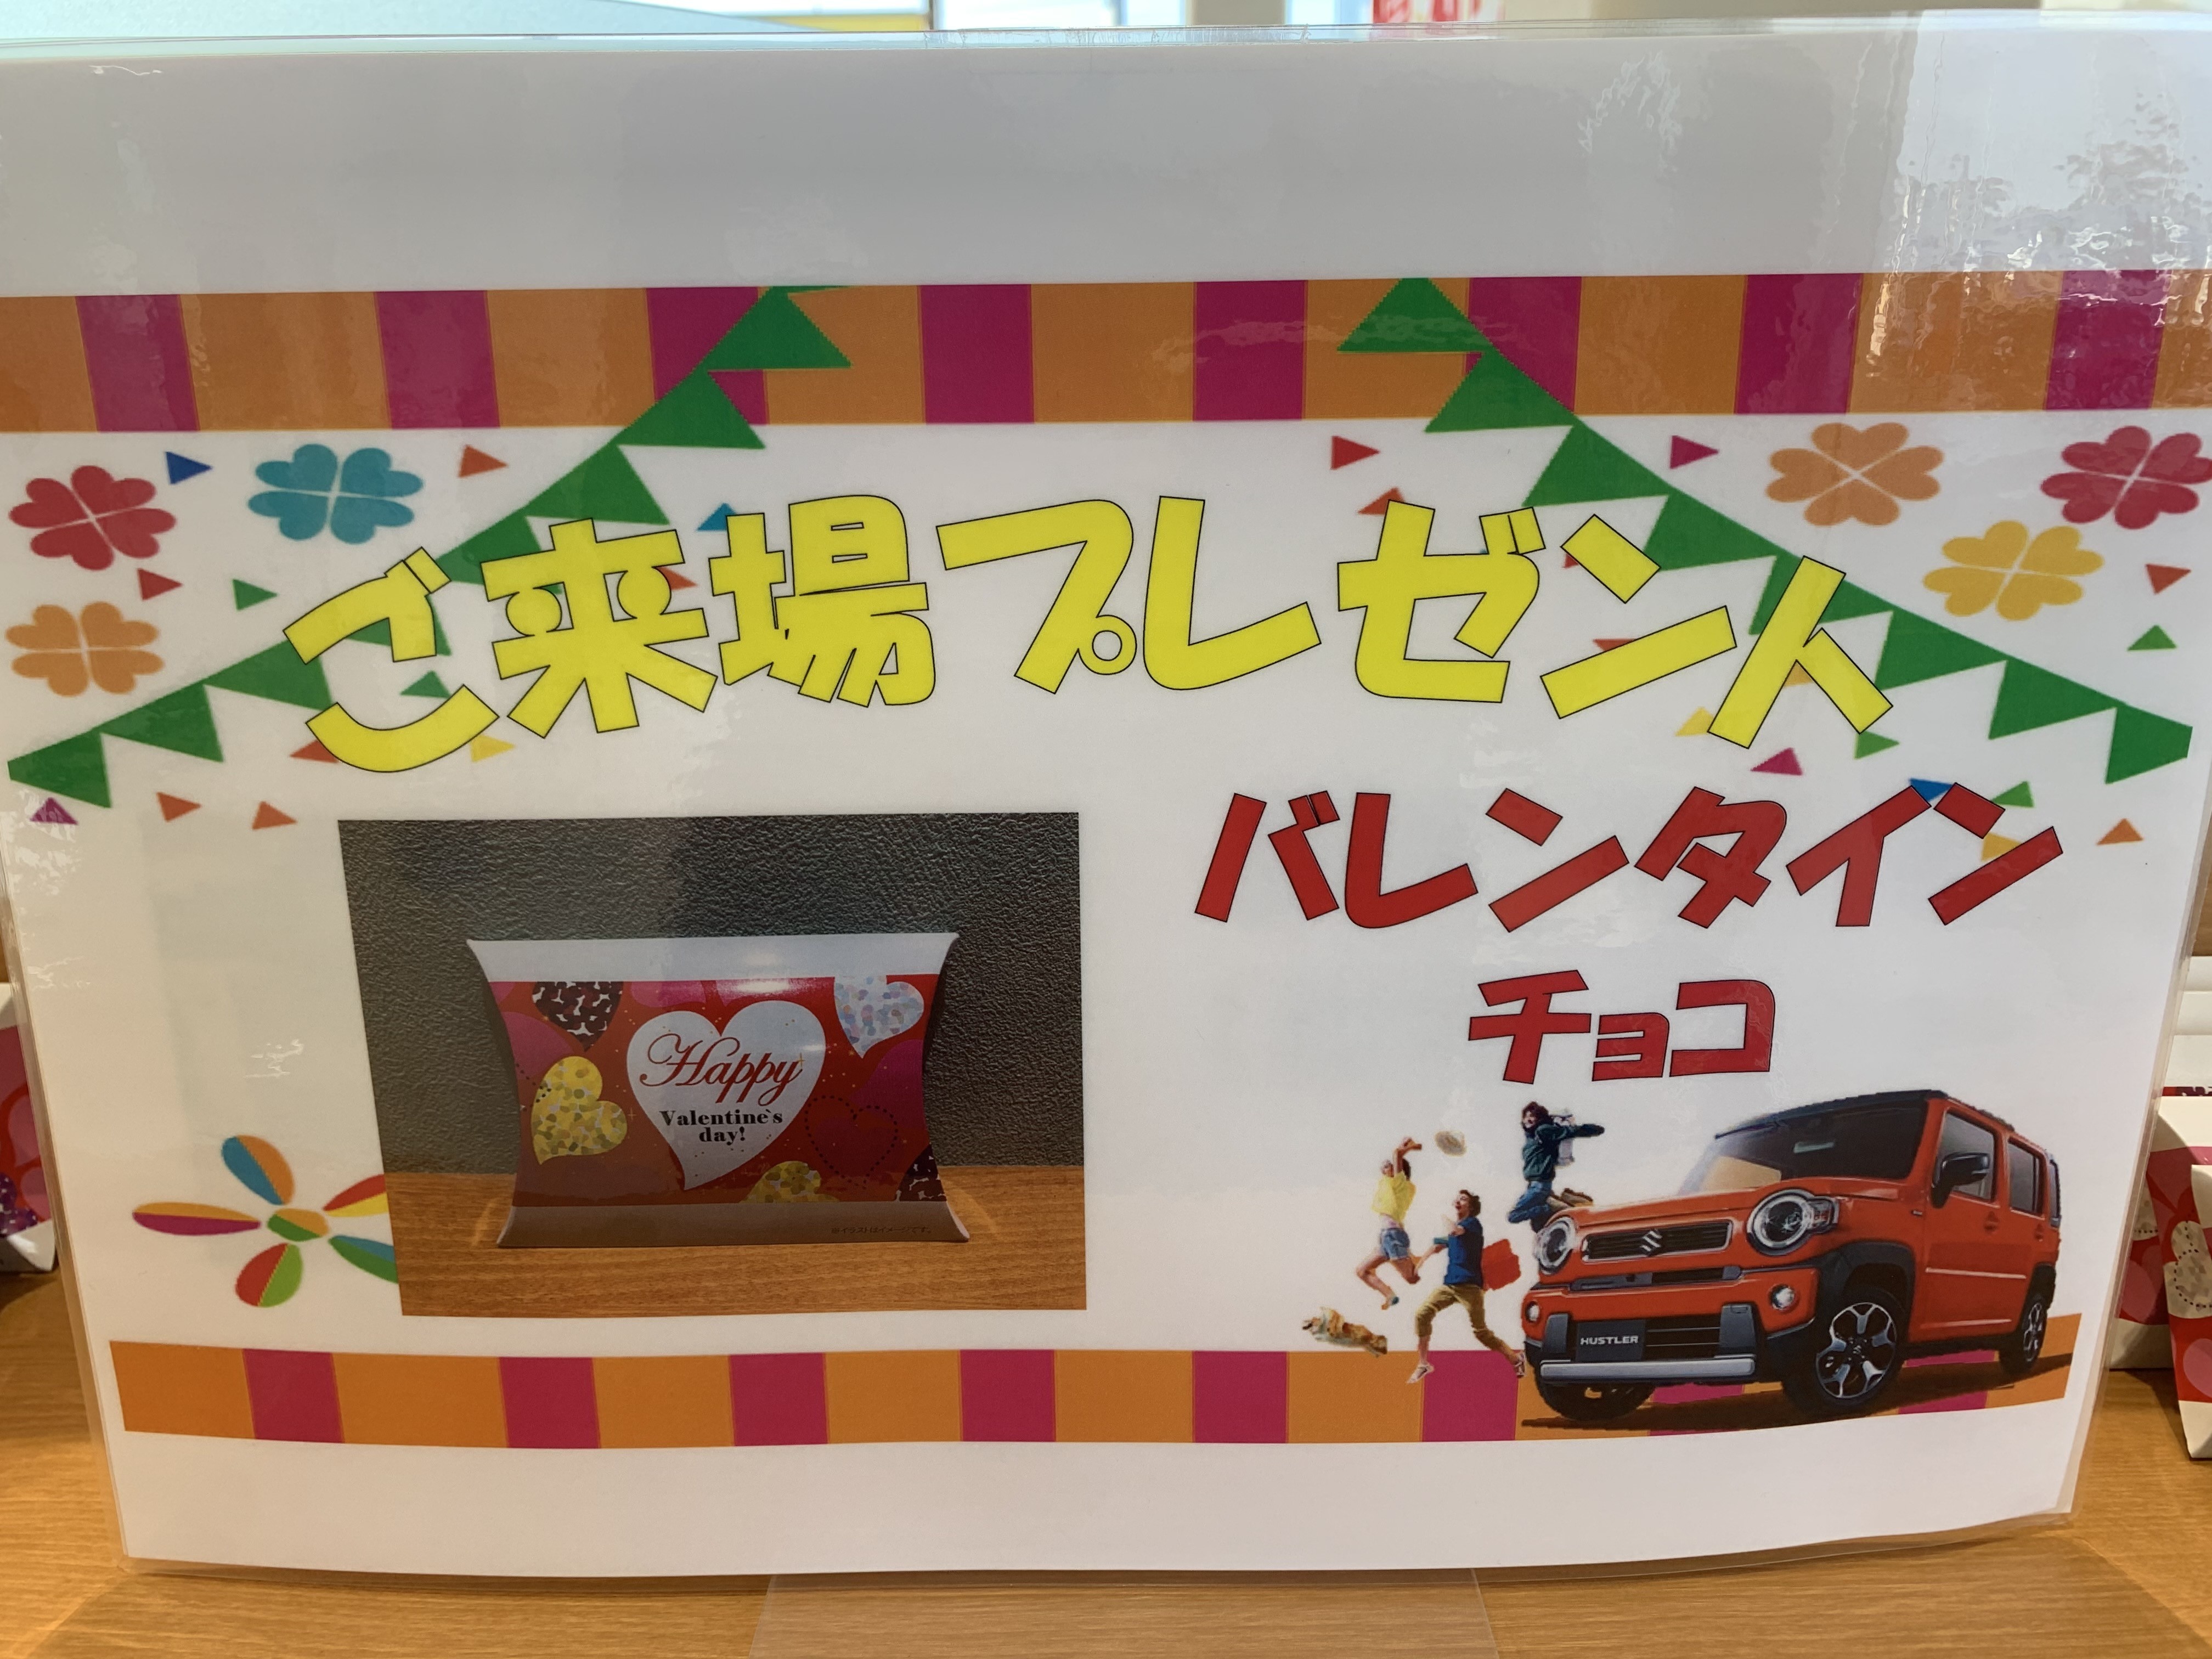 ご来場プレゼント
バレンタイン
チョコ
Happy
Valentine`s
day!
HUSTLER